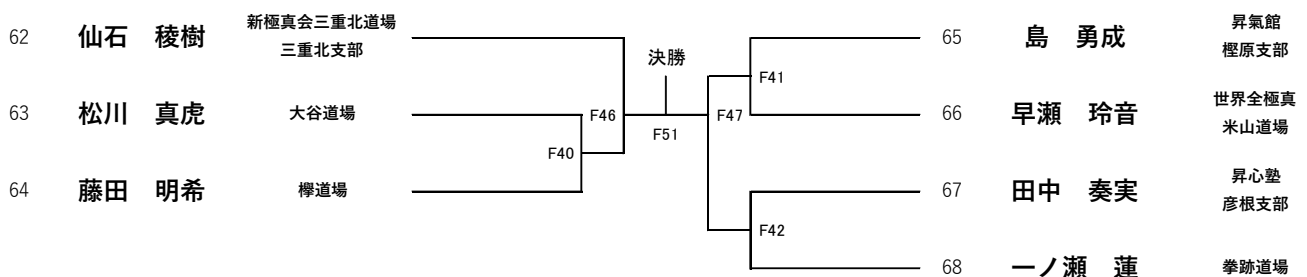 62 仙石 稜樹 新極真会三重北道場
三重北支部
63 松川 真虎 大谷道場
64 藤田 明希 欅道場
F46
F40
決勝
F51
F47
F41
F42
65 島 勇成 昇氣館
樫原支部
66 早瀬 玲音 世界全極真
米山道場
67 田中 奏実 昇心塾
彦根支部
68 一ノ瀬 蓮 拳跡道場